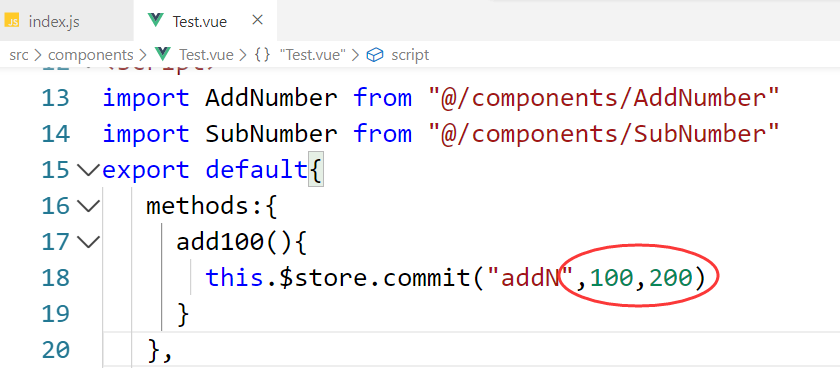 JS index.js Test.vue ×
src > components > Test.vue > {} "Test.vue" > script
12 <script>
13 import AddNumber from "@/components/AddNumber"
14 import SubNumber from "@/components/SubNumber"
15 export default{
16 methods:{
17 add100(){
18 this.$store.commit("addN",100,200)
19 }
20 },